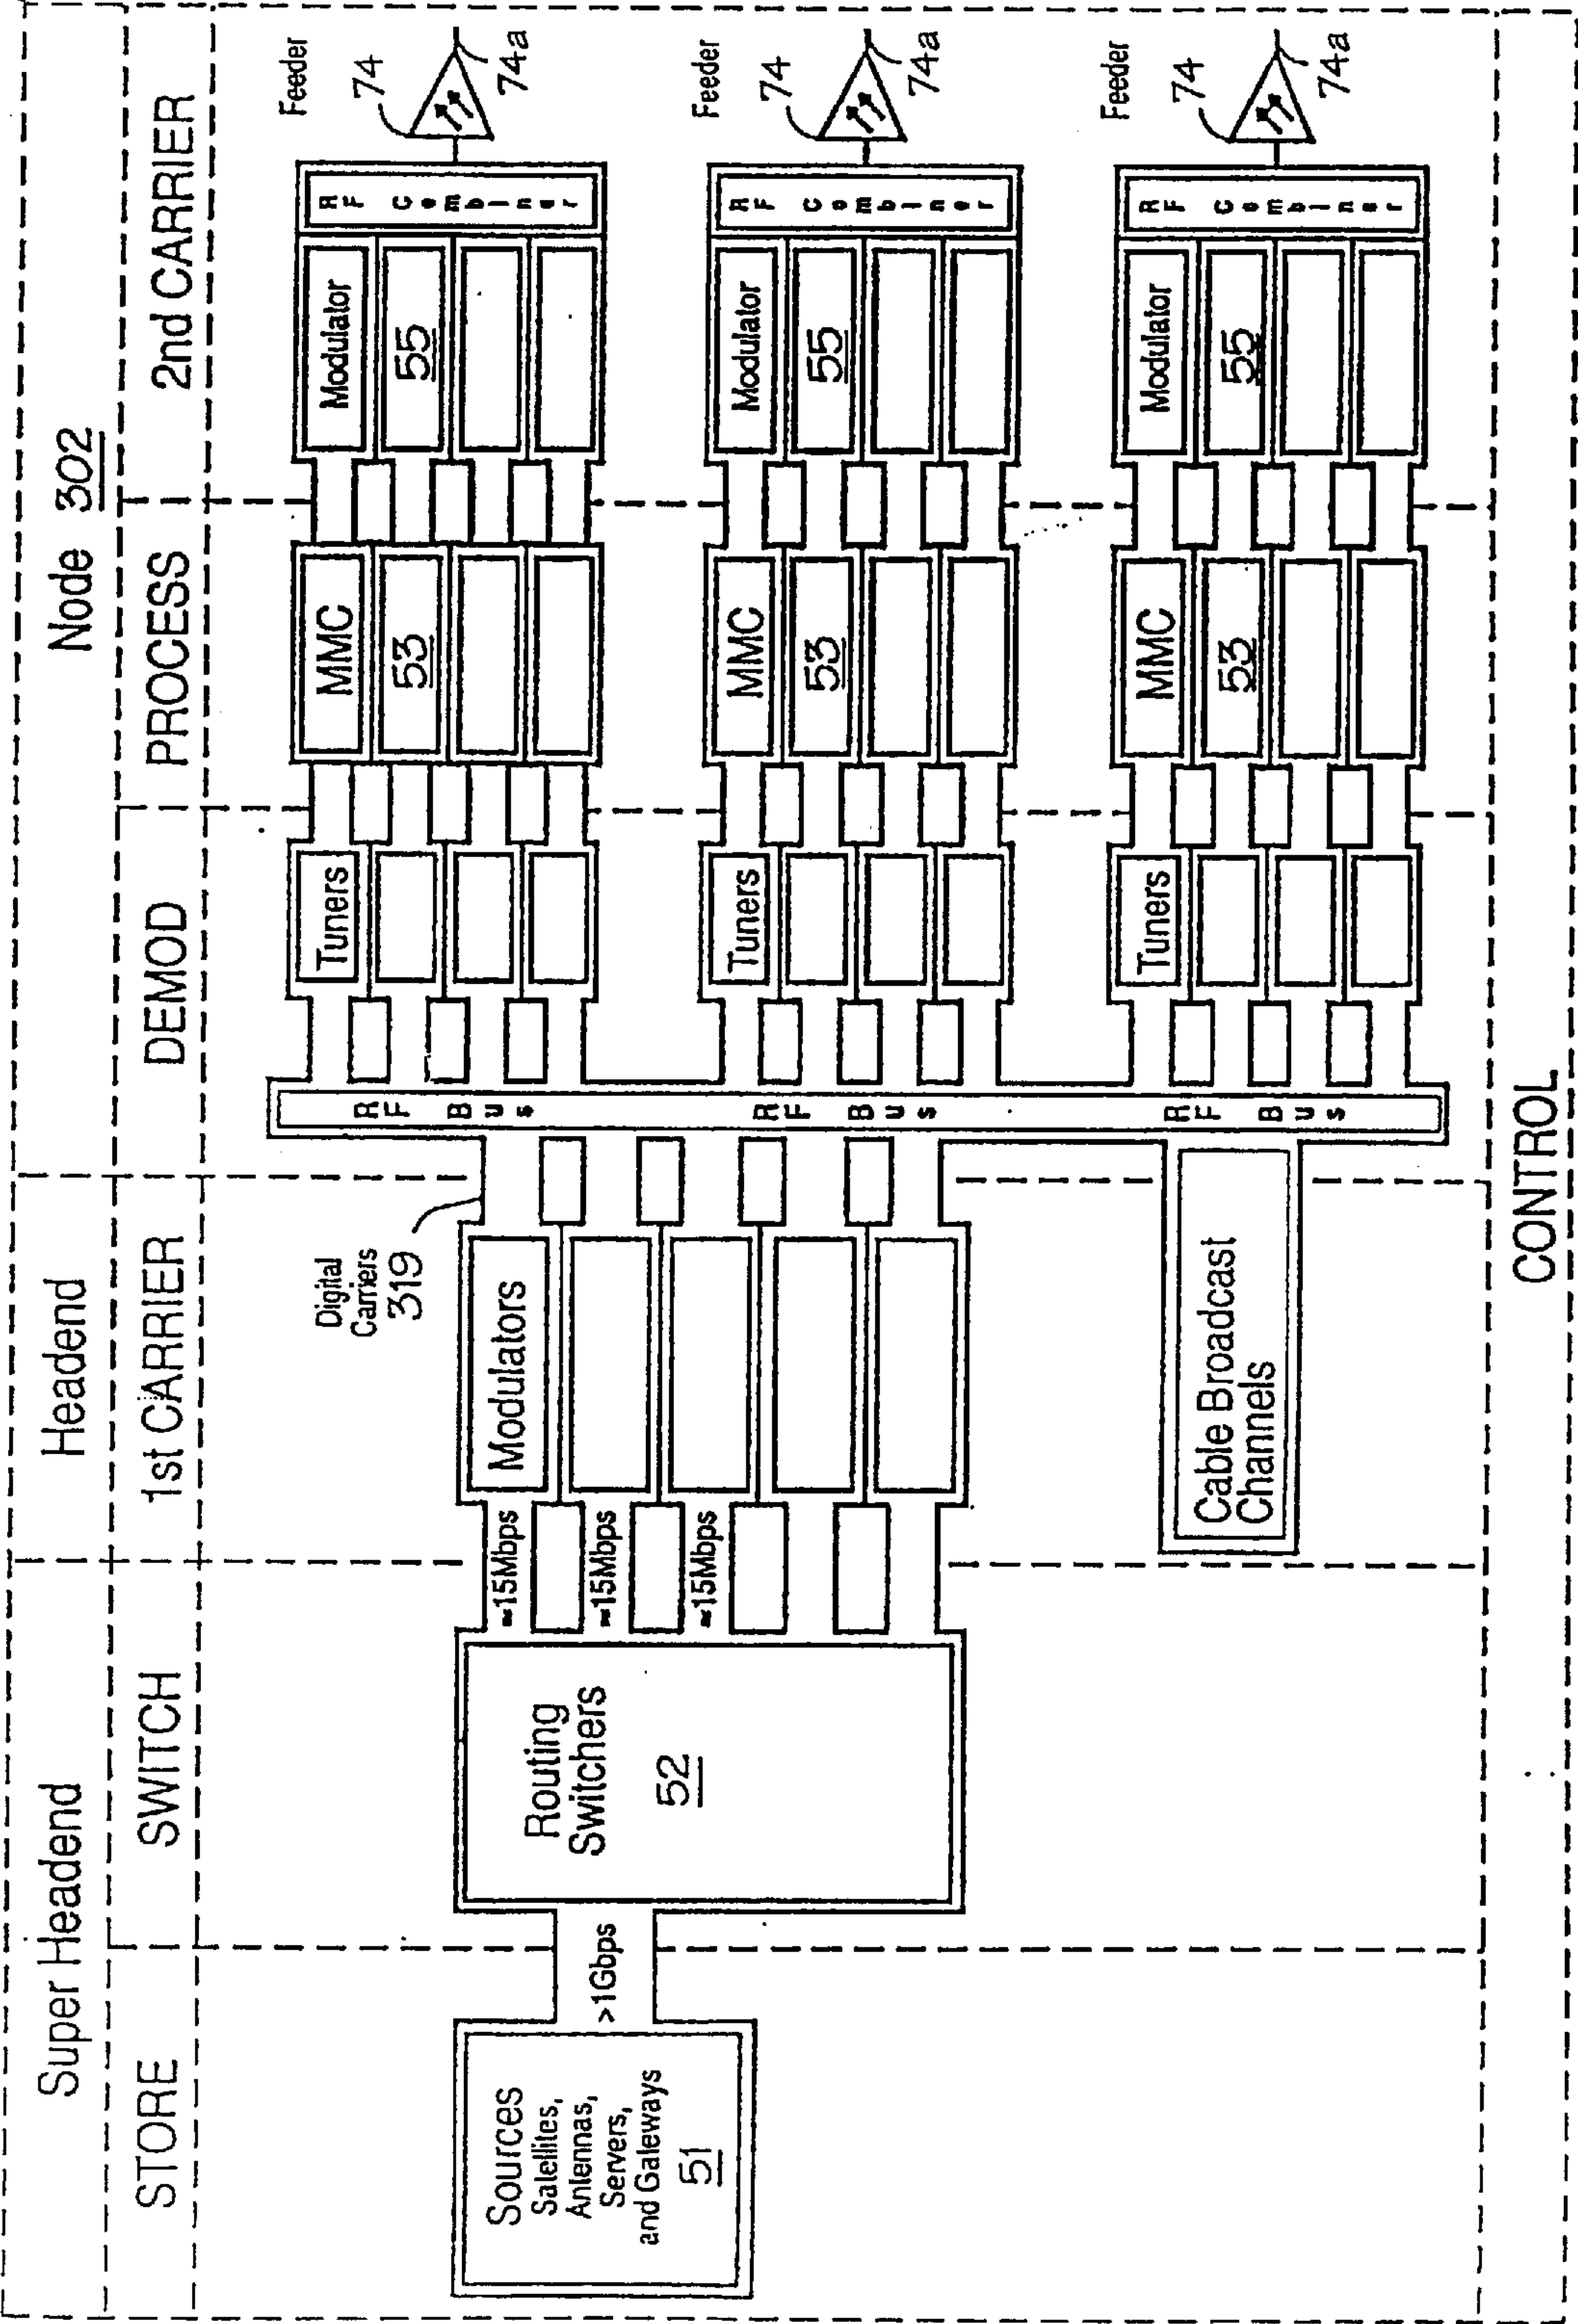 Super Headend
Headend
Node 302
STORE
SWITCH
1st CARRIER
DEMOD
PROCESS
2nd CARRIER
Sources
Satellites,
Antennas,
Servers,
and Gateways
51
>1Gbps
Routing
Switchers
52
≈15Mbps
≈15Mbps
≈15Mbps
Modulators
Digital
Carriers
319
Cable Broadcast
Channels
RF Bus
RF Bus
RF Bus
Tuners
MMC
53
Modulator
55
RF Combiner
Feeder
74
74a
Tuners
MMC
53
Modulator
55
RF Combiner
Feeder
74
74a
Tuners
MMC
53
Modulator
55
RF Combiner
Feeder
74
74a
CONTROL